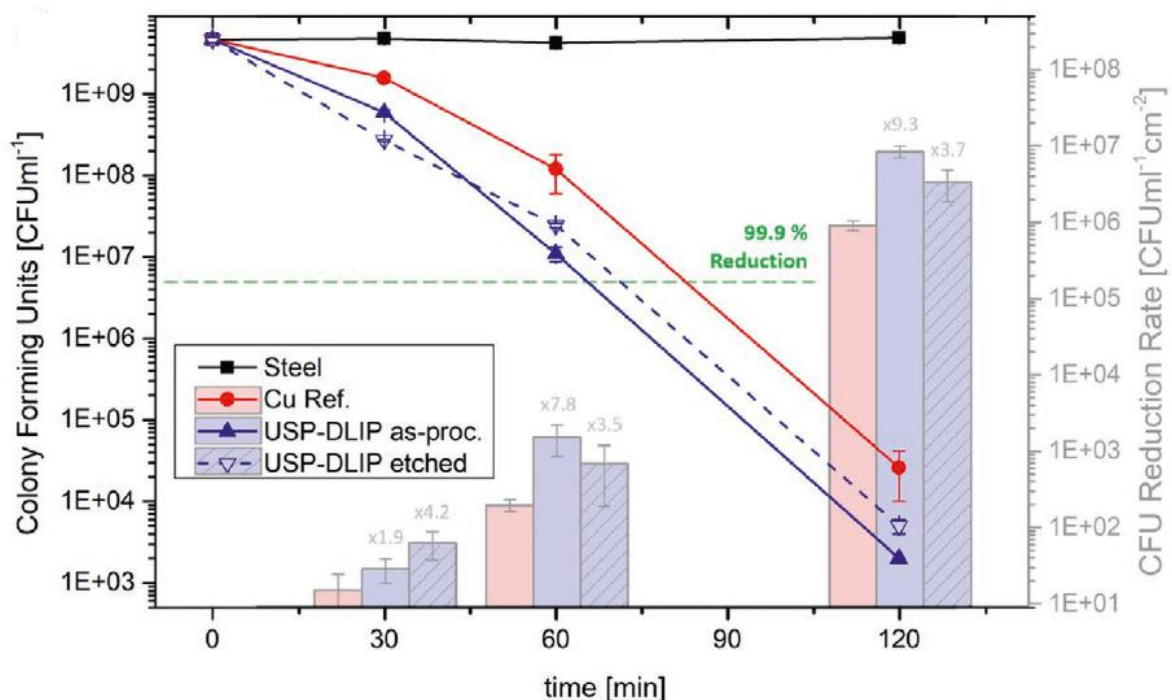 1E+09
1E+08
1E+07
1E+06
1E+05
1E+04
1E+03
Colony Forming Units [CFUml⁻¹]
99.9 %
Reduction
Steel
Cu Ref.
USP-DLIP as-proc.
USP-DLIP etched
x1.9
x4.2
x7.8
x3.5
x9.3
x3.7
1E+08
1E+07
1E+06
1E+05
1E+04
1E+03
1E+02
1E+01
CFU Reduction Rate [CFUml⁻¹cm⁻²]
0
30
60
90
120
time [min]